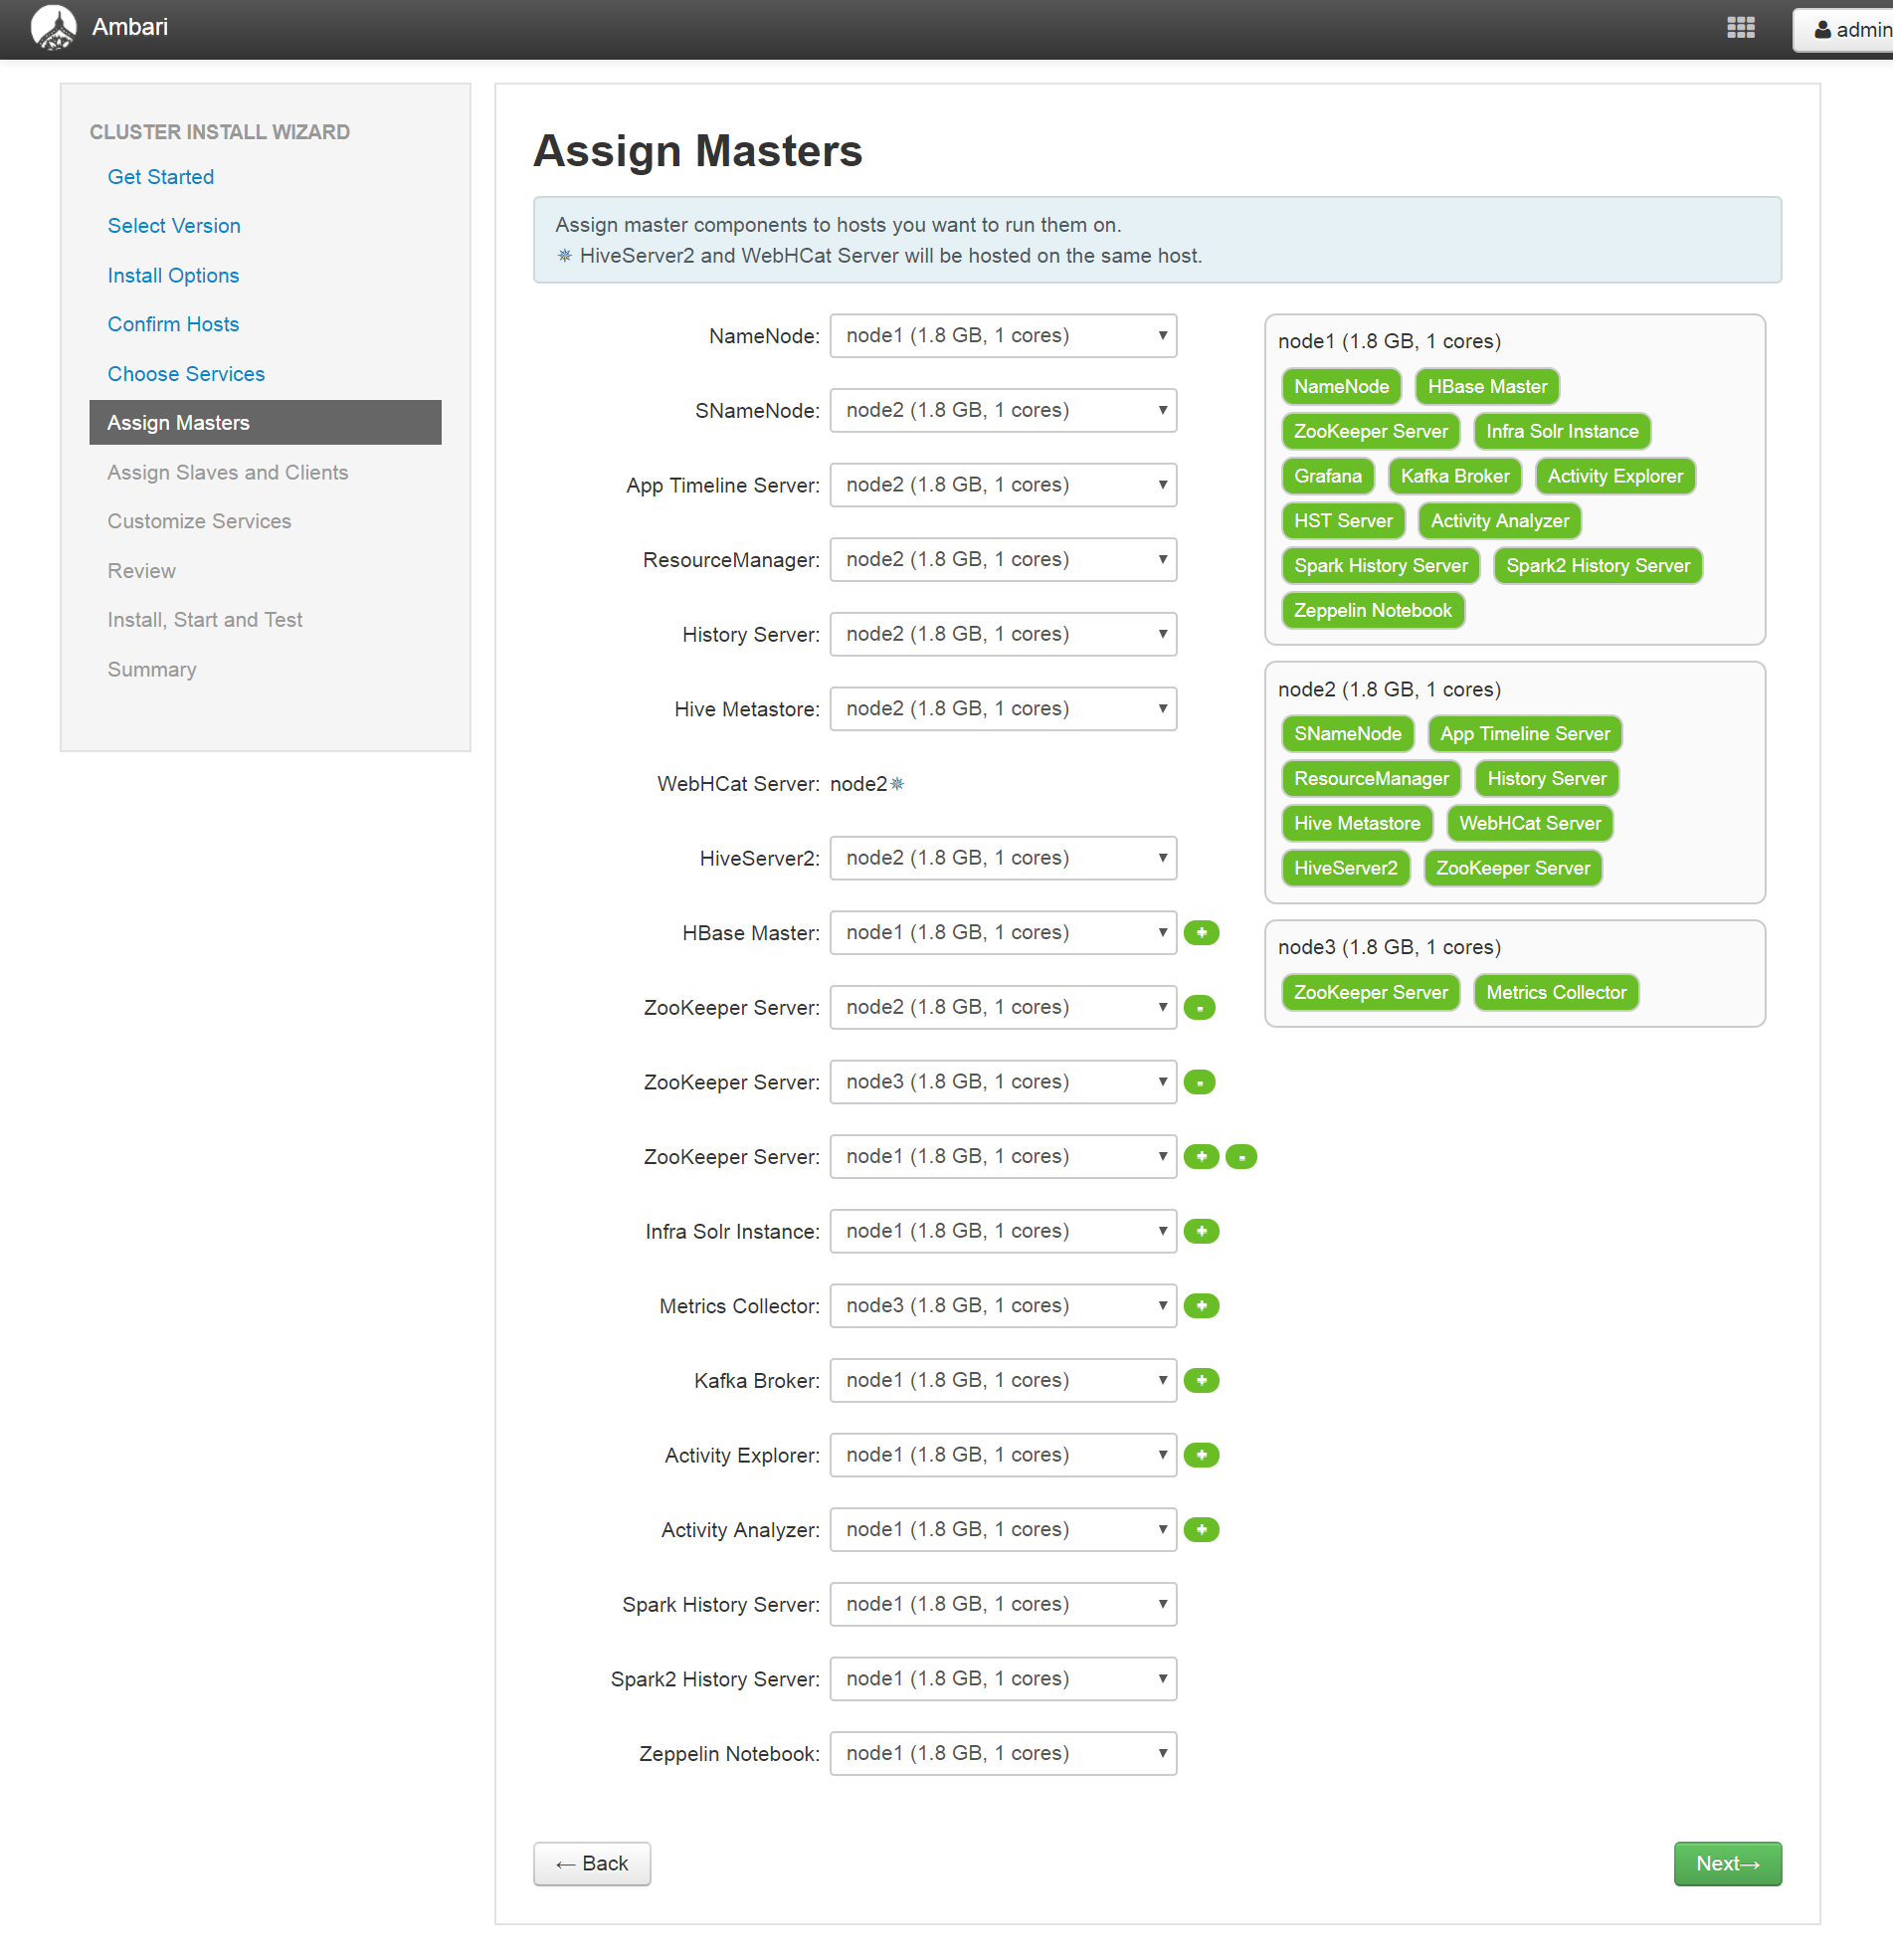 Ambari
admin
CLUSTER INSTALL WIZARD
Get Started
Select Version
Install Options
Confirm Hosts
Choose Services
Assign Masters
Assign Slaves and Clients
Customize Services
Review
Install, Start and Test
Summary
Assign Masters
Assign master components to hosts you want to run them on.
✵ HiveServer2 and WebHCat Server will be hosted on the same host.
NameNode: node1 (1.8 GB, 1 cores)
SNameNode: node2 (1.8 GB, 1 cores)
App Timeline Server: node2 (1.8 GB, 1 cores)
ResourceManager: node2 (1.8 GB, 1 cores)
History Server: node2 (1.8 GB, 1 cores)
Hive Metastore: node2 (1.8 GB, 1 cores)
WebHCat Server: node2✵
HiveServer2: node2 (1.8 GB, 1 cores)
HBase Master: node1 (1.8 GB, 1 cores) +
ZooKeeper Server: node2 (1.8 GB, 1 cores) -
ZooKeeper Server: node3 (1.8 GB, 1 cores) -
ZooKeeper Server: node1 (1.8 GB, 1 cores) + -
Infra Solr Instance: node1 (1.8 GB, 1 cores) +
Metrics Collector: node3 (1.8 GB, 1 cores) +
Kafka Broker: node1 (1.8 GB, 1 cores) +
Activity Explorer: node1 (1.8 GB, 1 cores) +
Activity Analyzer: node1 (1.8 GB, 1 cores) +
Spark History Server: node1 (1.8 GB, 1 cores)
Spark2 History Server: node1 (1.8 GB, 1 cores)
Zeppelin Notebook: node1 (1.8 GB, 1 cores)
node1 (1.8 GB, 1 cores)
NameNode HBase Master
ZooKeeper Server Infra Solr Instance
Grafana Kafka Broker Activity Explorer
HST Server Activity Analyzer
Spark History Server Spark2 History Server
Zeppelin Notebook
node2 (1.8 GB, 1 cores)
SNameNode App Timeline Server
ResourceManager History Server
Hive Metastore WebHCat Server
HiveServer2 ZooKeeper Server
node3 (1.8 GB, 1 cores)
ZooKeeper Server Metrics Collector
← Back
Next→